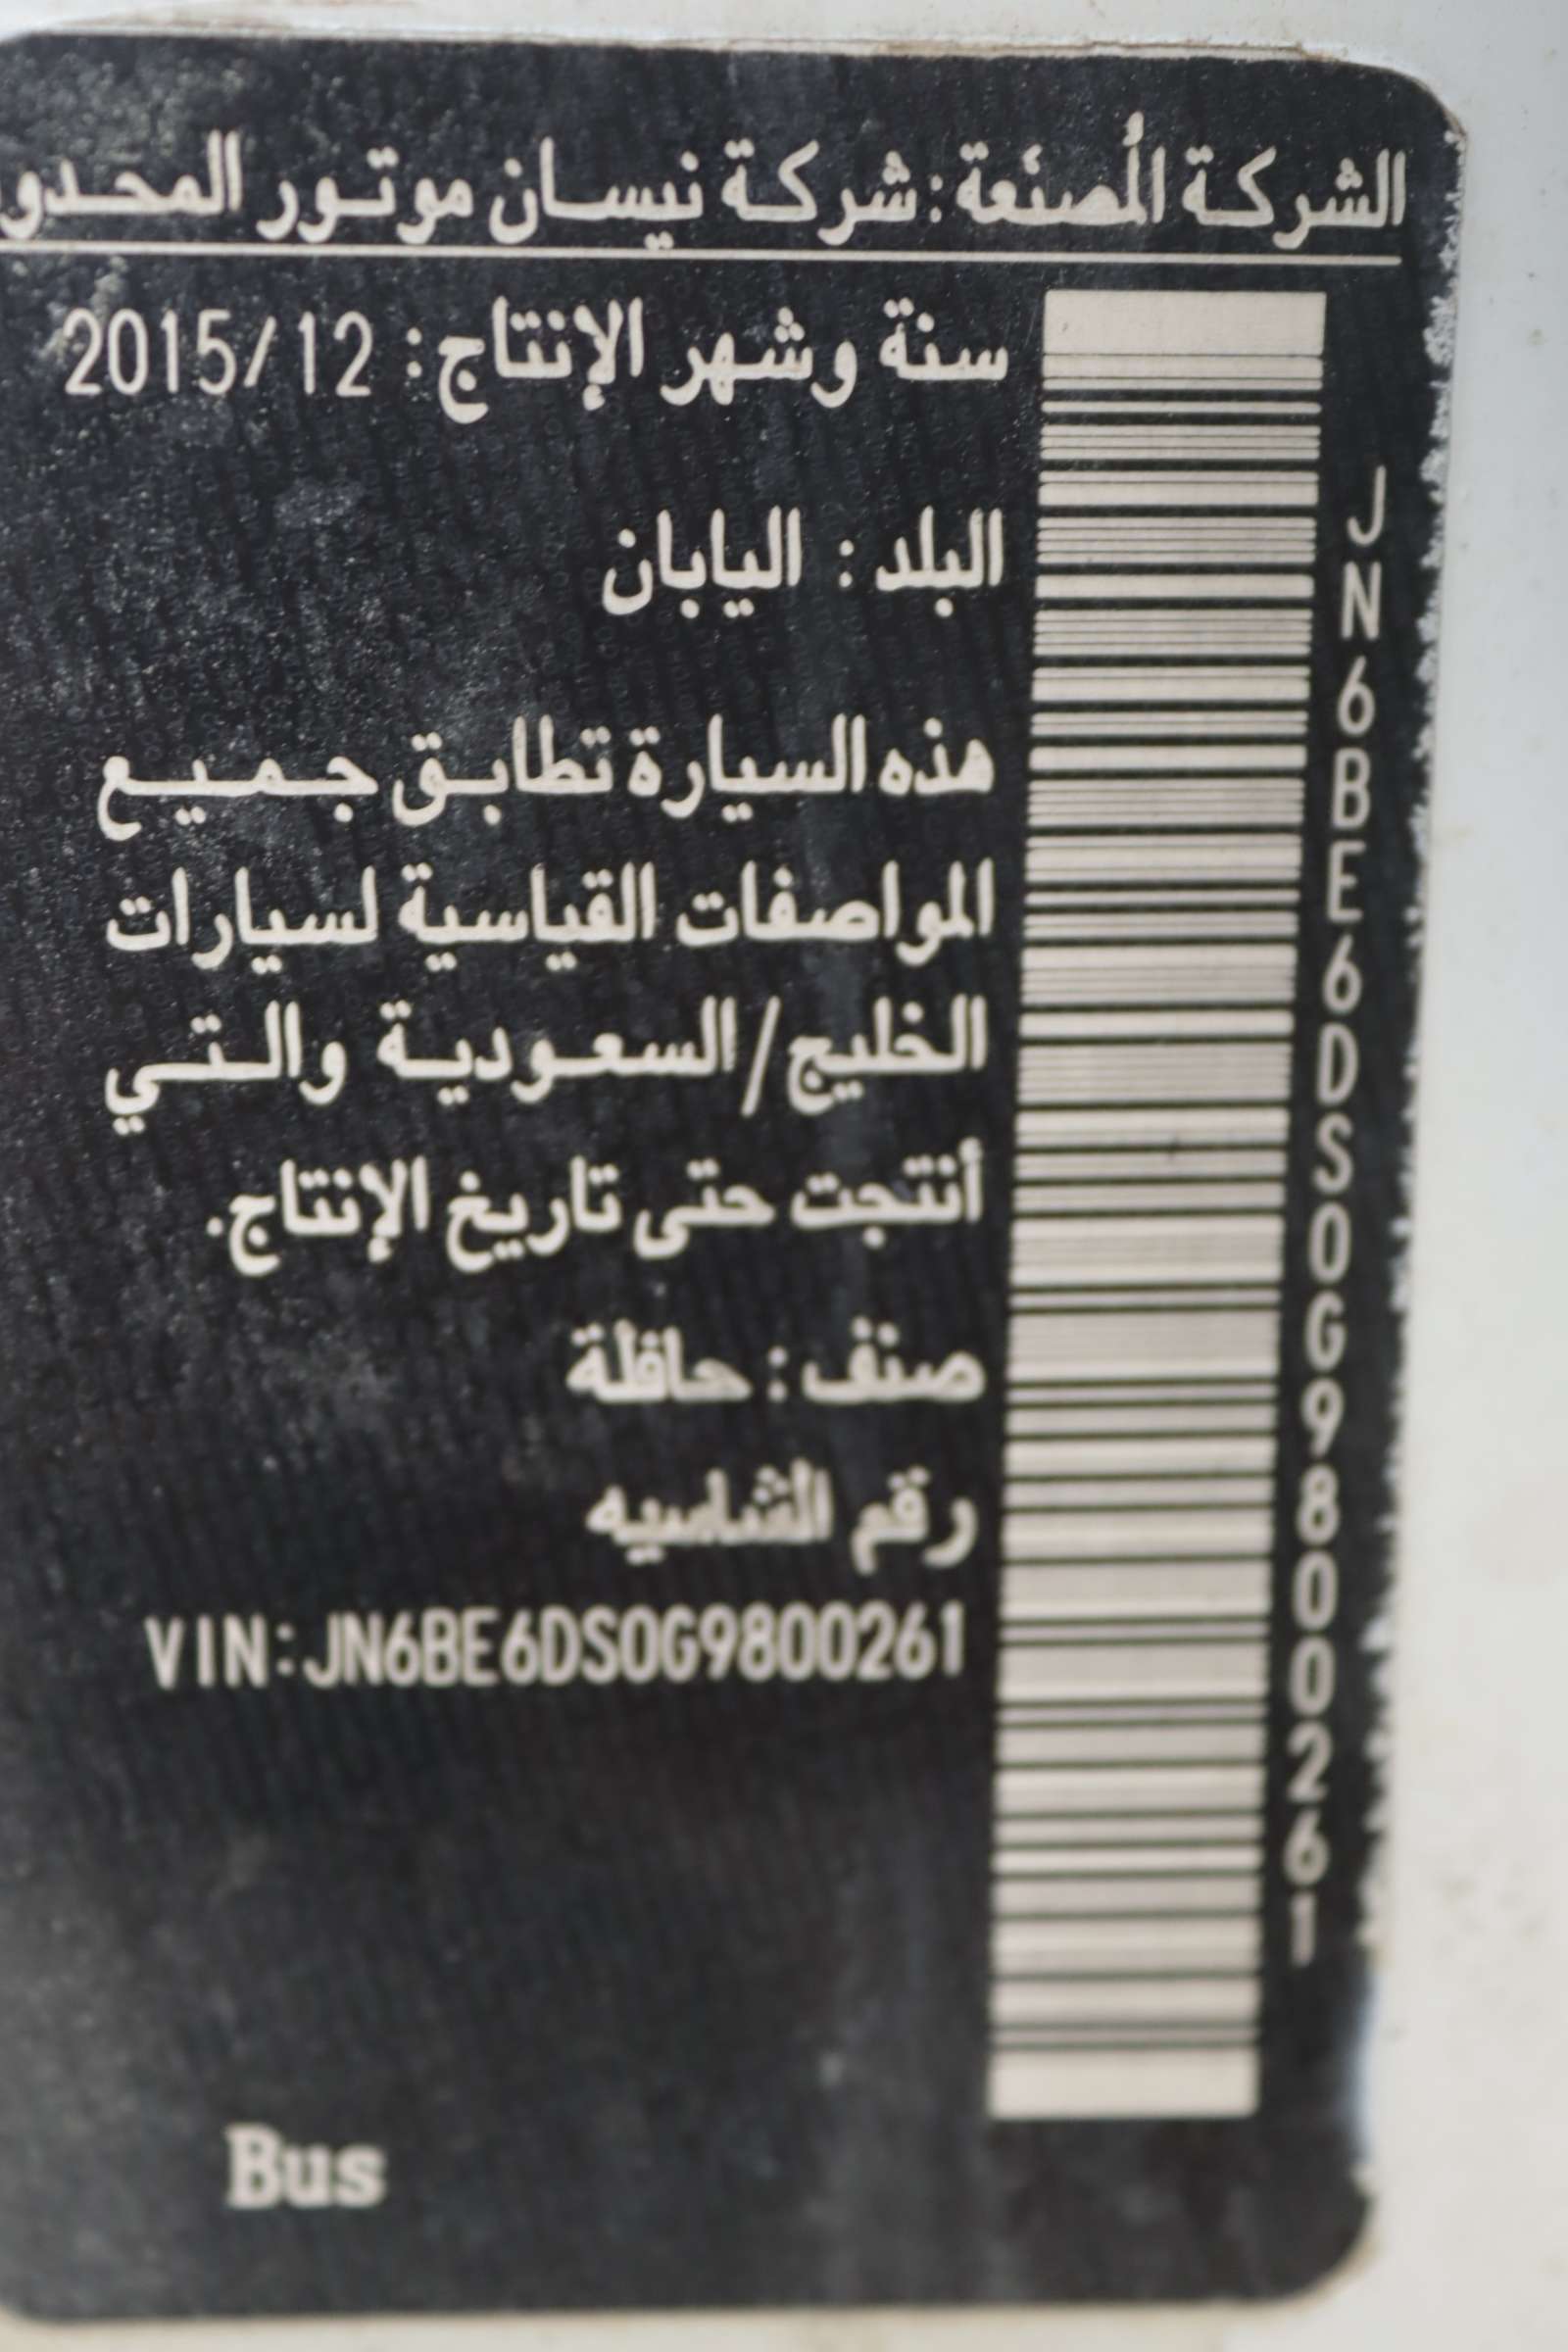 الشركة المُصنعة: شركة نيسان موتور المحدو
سنة وشهر الإنتاج: 2015/12
البلد: اليابان
هذه السيارة تطابق جميع
المواصفات القياسية لسيارات
الخليج/السعودية والتي
أنتجت حتى تاريخ الإنتاج.
صنف: حافلة
رقم الشاسيه
VIN:JN6BE6DS0G9800261
JN6BE6DS0G9800261
Bus